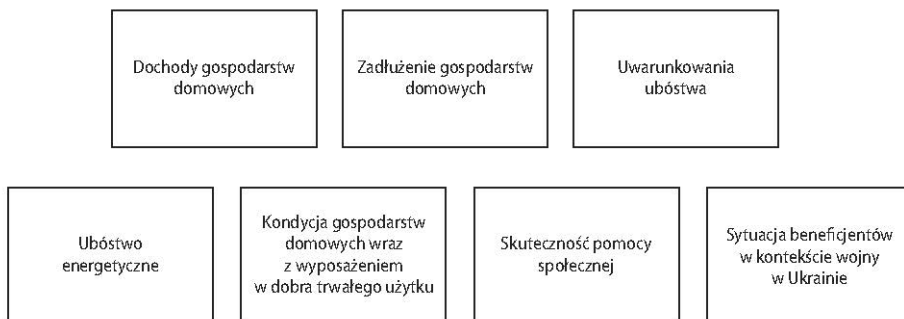 Dochody gospodarstw
domowych
Zadłużenie gospodarstw
domowych
Uwarunkowania
ubóstwa
Ubóstwo
energetyczne
Kondycja gospodarstw
domowych wraz
z wyposażeniem
w dobra trwałego użytku
Skuteczność pomocy
społecznej
Sytuacja beneficjentów
w kontekście wojny
w Ukrainie